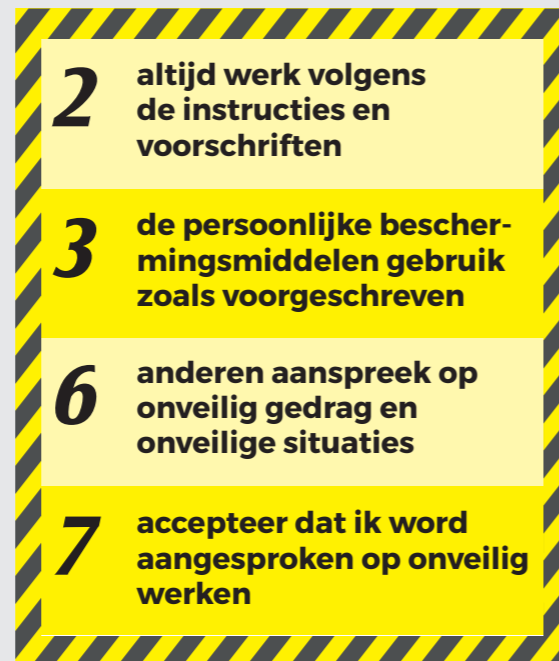 2 altijd werk volgens
de instructies en
voorschriften
3 de persoonlijke bescher-
mingsmiddelen gebruik
zoals voorgeschreven
6 anderen aanspreek op
onveilig gedrag en
onveilige situaties
7 accepteer dat ik word
aangesproken op onveilig
werken